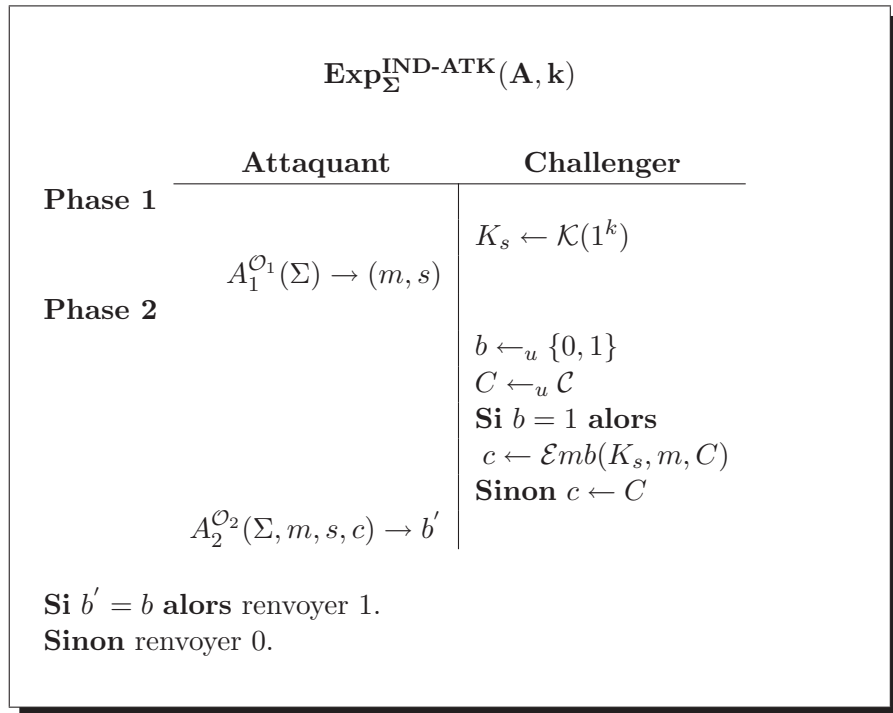 Exp_Σ^IND-ATK(A, k)
Attaquant Challenger
Phase 1
K_s ← 𝒦(1^k)
A_1^{𝒪_1}(Σ) → (m, s)
Phase 2
b ←_u {0, 1}
C ←_u 𝒞
Si b = 1 alors
c ← ℰmb(K_s, m, C)
Sinon c ← C
A_2^{𝒪_2}(Σ, m, s, c) → b′
Si b′ = b alors renvoyer 1.
Sinon renvoyer 0.